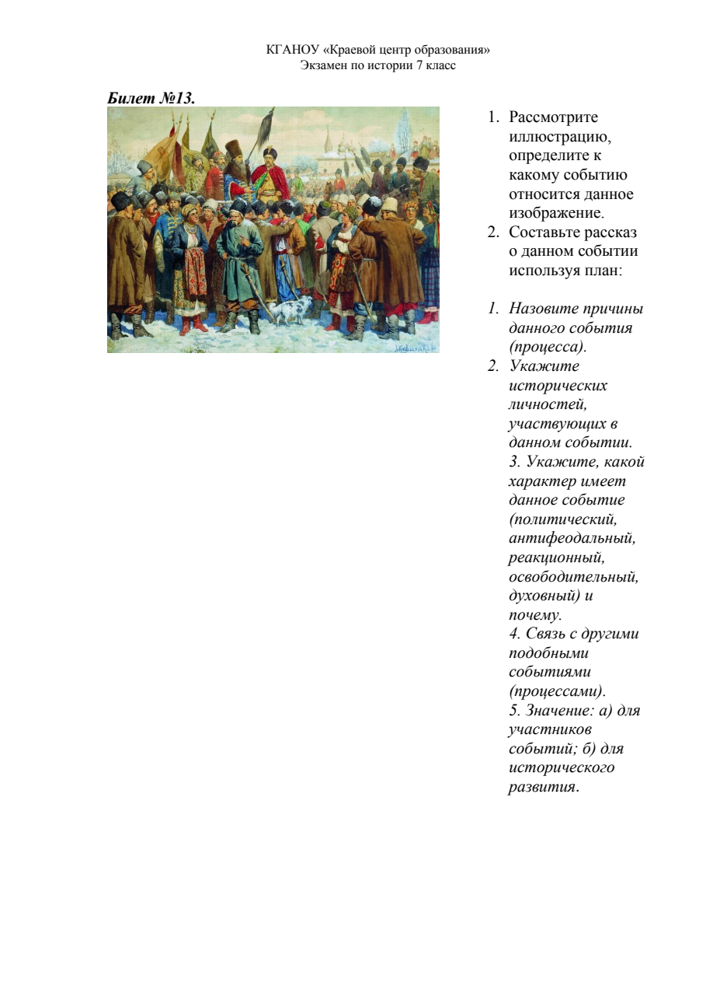 КГАНОУ «Краевой центр образования»
Экзамен по истории 7 класс
Билет №13.
1. Рассмотрите
иллюстрацию,
определите к
какому событию
относится данное
изображение.
2. Составьте рассказ
о данном событии
используя план:
1. Назовите причины
данного события
(процесса).
2. Укажите
исторических
личностей,
участвующих в
данном событии.
3. Укажите, какой
характер имеет
данное событие
(политический,
антифеодальный,
реакционный,
освободительный,
духовный) и
почему.
4. Связь с другими
подобными
событиями
(процессами).
5. Значение: а) для
участников
событий; б) для
исторического
развития.